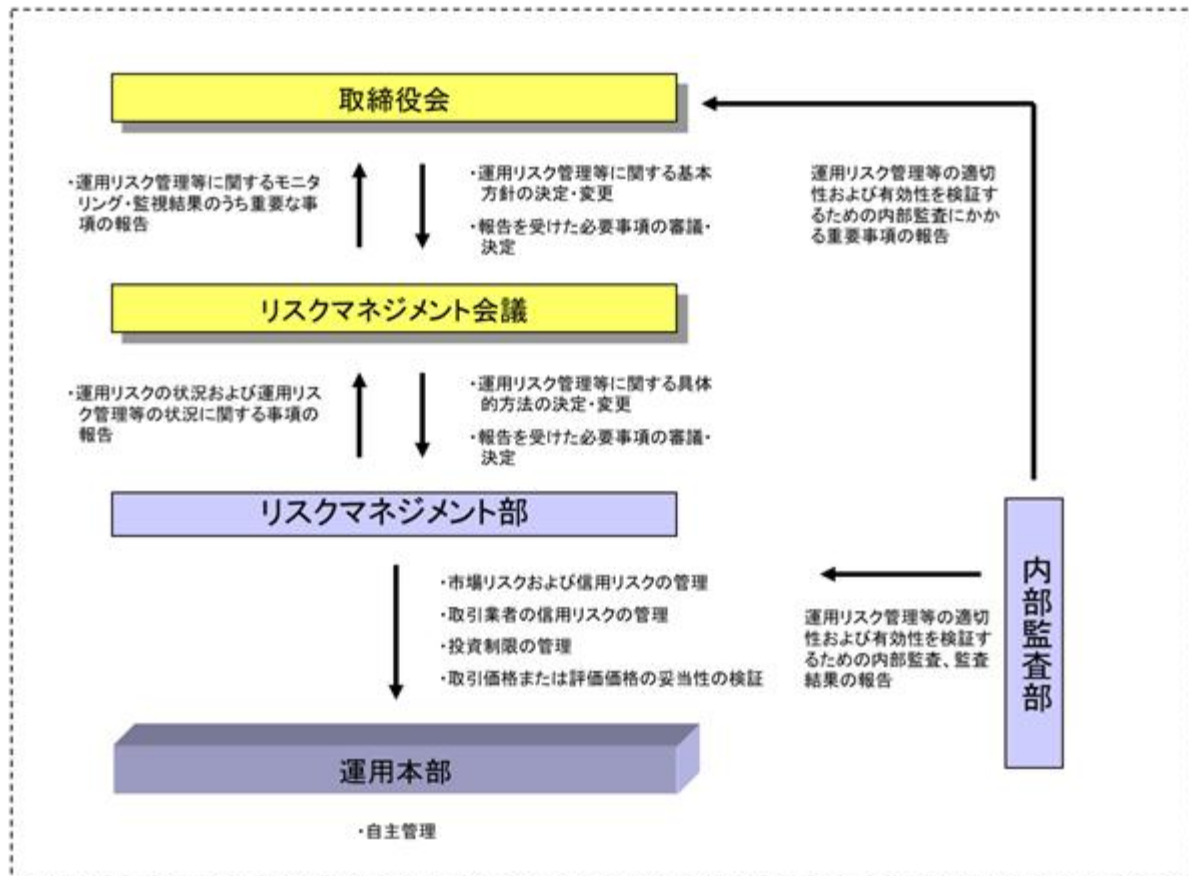 取締役会
・運用リスク管理等に関するモニ
タリング・監視結果のうち重要な事
項の報告
・運用リスク管理等に関する基本
方針の決定・変更
・報告を受けた必要事項の審議・
決定
運用リスク管理等の適切
性および有効性を検証す
るための内部監査にかか
る重要事項の報告
リスクマネジメント会議
・運用リスクの状況および運用リス
ク管理等の状況に関する事項の
報告
・運用リスク管理等に関する具体
的方法の決定・変更
・報告を受けた必要事項の審議・
決定
リスクマネジメント部
・市場リスクおよび信用リスクの管理
・取引業者の信用リスクの管理
・投資制限の管理
・取引価格または評価価格の妥当性の検証
運用リスク管理等の適切
性および有効性を検証す
るための内部監査、監査
結果の報告
内部監査部
運用本部
・自主管理